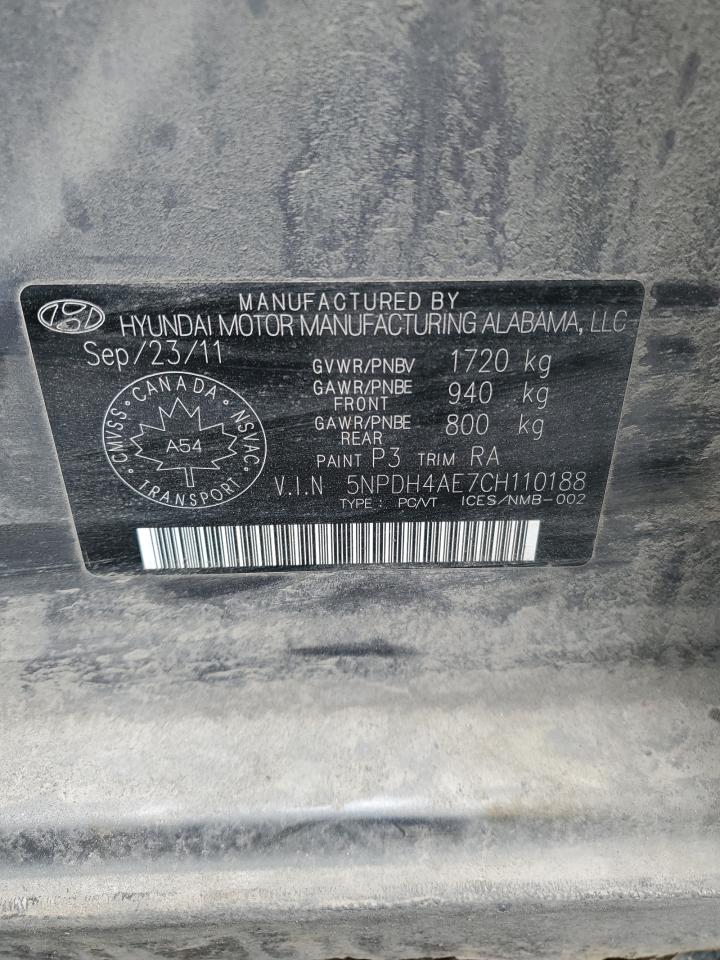 MANUFACTURED BY
HYUNDAI MOTOR MANUFACTURING ALABAMA, LLC
Sep/23/11
GVWR/PNBV 1720 kg
GAWR/PNBE FRONT 940 kg
GAWR/PNBE REAR 800 kg
CANADA
CMVSS
NSVAC
A54
TRANSPORT
PAINT P3 TRIM RA
V.I.N 5NPDH4AE7CH110188
TYPE : PC/VT ICES/NMB-002